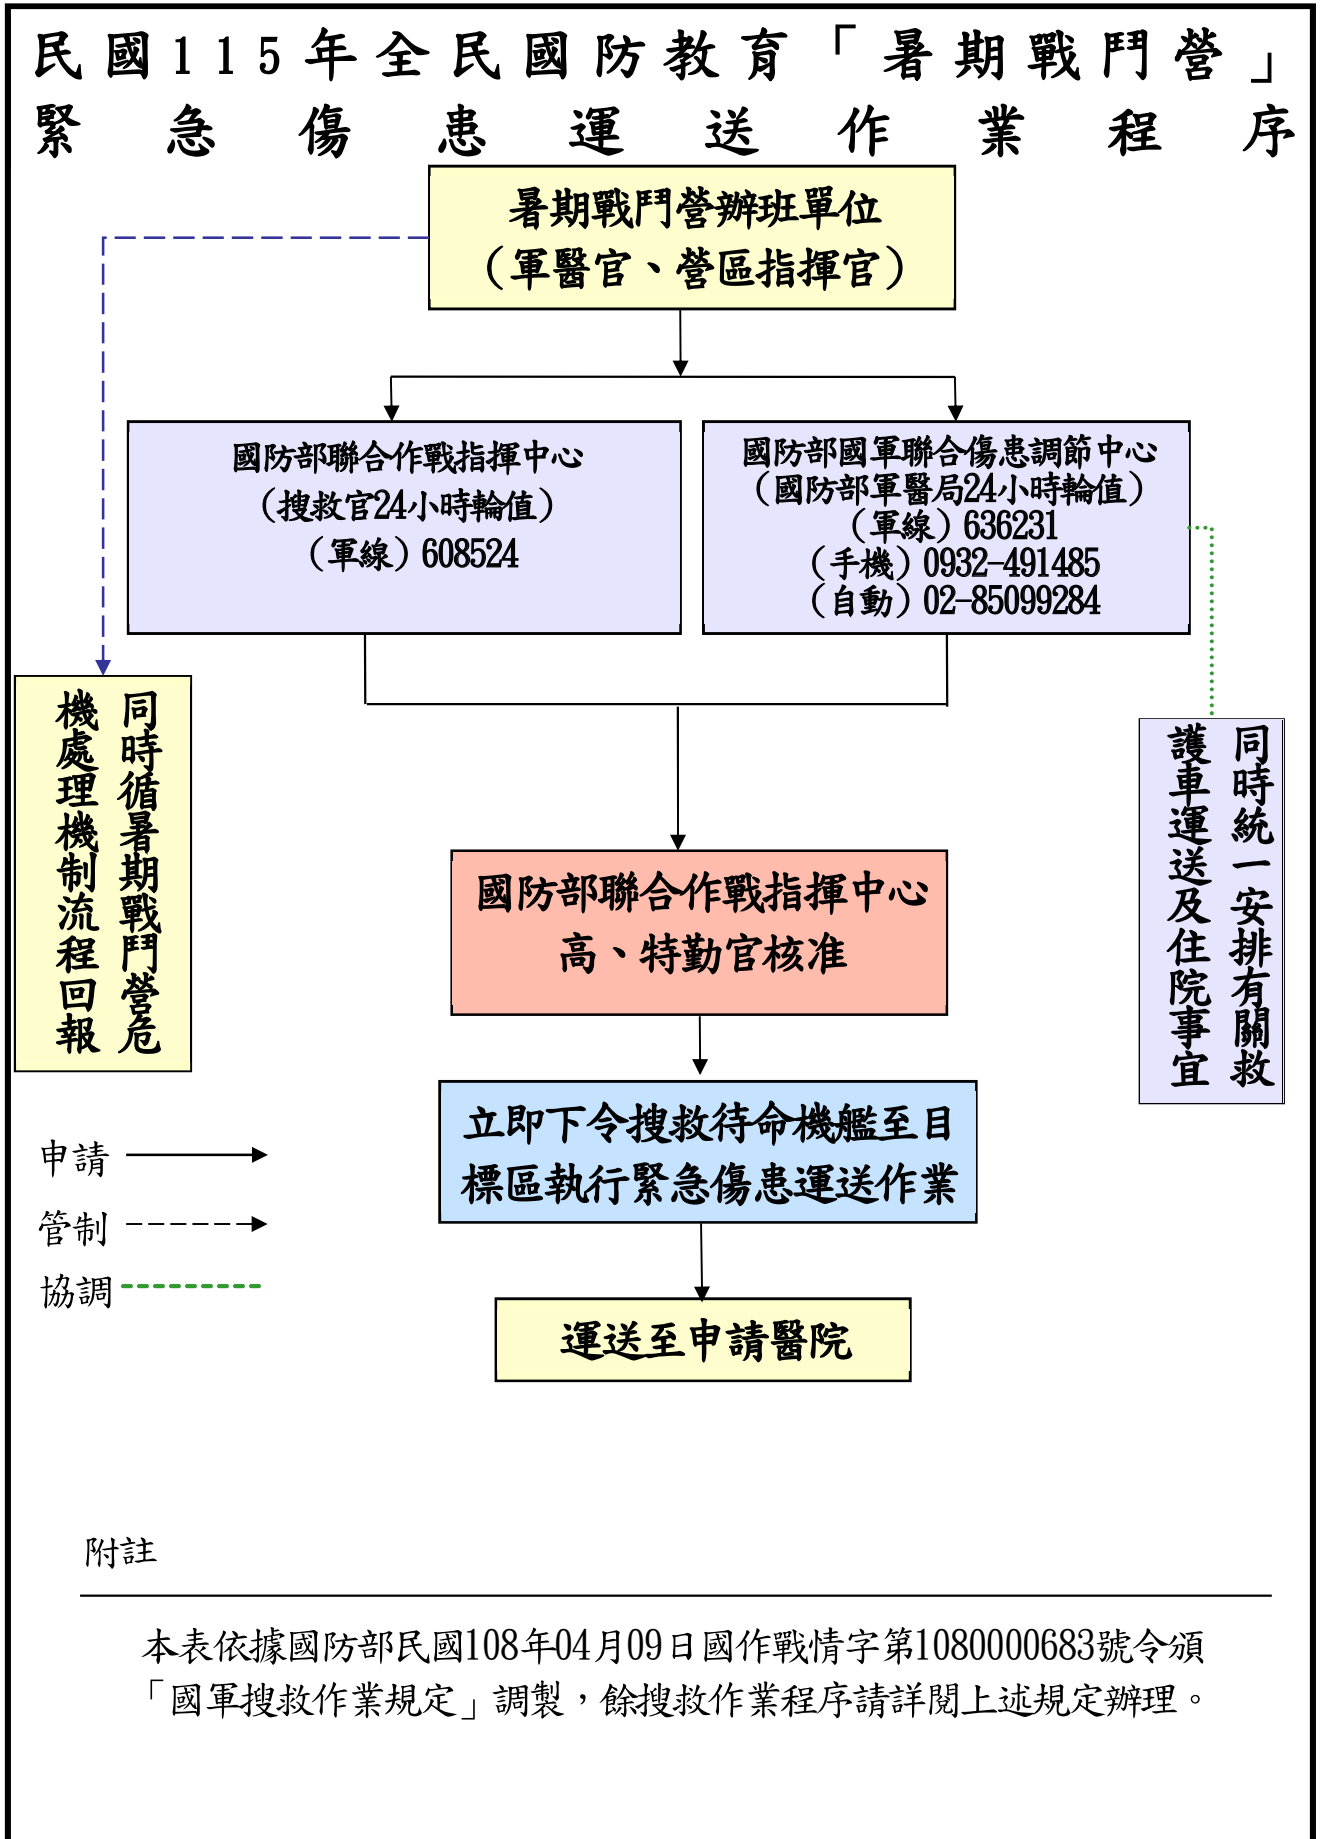 民國115年全民國防教育「暑期戰鬥營」
緊急傷患運送作業程序
暑期戰鬥營辦班單位
（軍醫官、營區指揮官）
國防部聯合作戰指揮中心
（搜救官24小時輪值）
（軍線）608524
國防部國軍聯合傷患調節中心
（國防部軍醫局24小時輪值）
（軍線）636231
（手機）0932-491485
（自動）02-85099284
同時循暑期戰鬥營危
機處理機制流程回報
同時統一安排有關救
護車運送及住院事宜
國防部聯合作戰指揮中心
高、特勤官核准
立即下令搜救待命機艦至目
標區執行緊急傷患運送作業
運送至申請醫院
申請
管制
協調
附註
本表依據國防部民國108年04月09日國作戰情字第1080000683號令頒
「國軍搜救作業規定」調製，餘搜救作業程序請詳閱上述規定辦理。